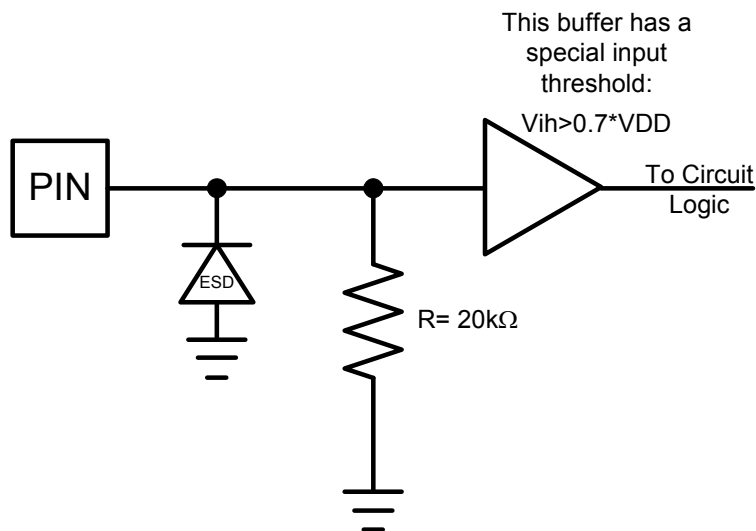 This buffer has a
special input
threshold:
Vih>0.7*VDD
PIN
To Circuit
Logic
ESD
R= 20kΩ